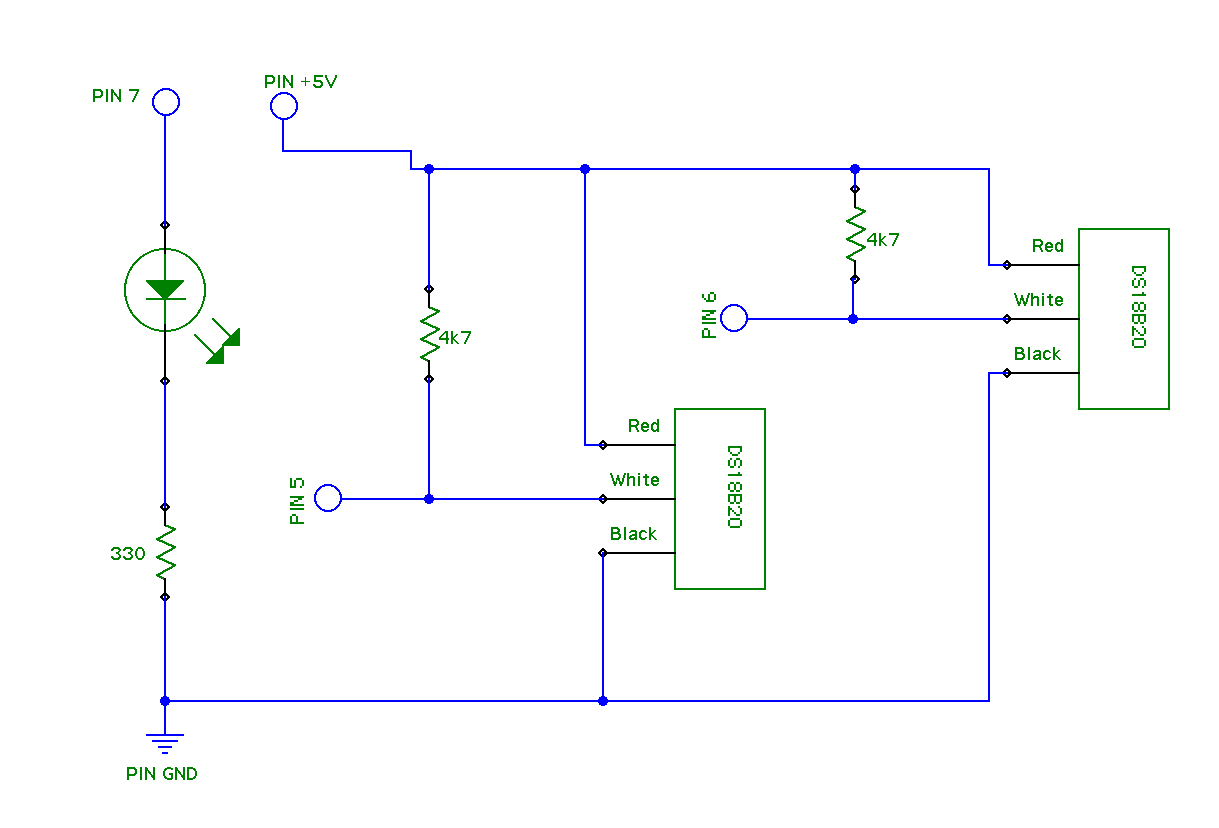 PIN +5V
PIN 7
4k7
Red
White
Black
DS18B20
PIN 9
4k7
Red
White
Black
DS18B20
PIN 5
330
PIN GND